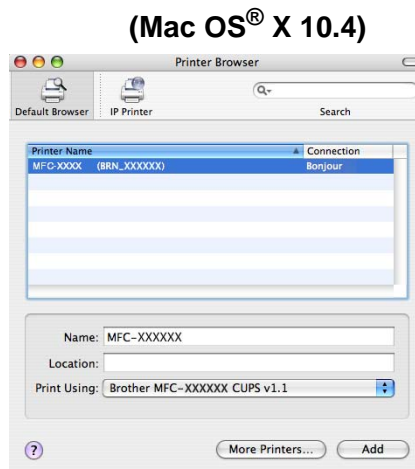 (Mac OS® X 10.4)
Printer Browser
Default Browser IP Printer Search
Printer Name Connection
MFC-XXXX (BRN_XXXXXX) Bonjour
Name: MFC-XXXXXX
Location:
Print Using: Brother MFC-XXXXXX CUPS v1.1
? More Printers... Add